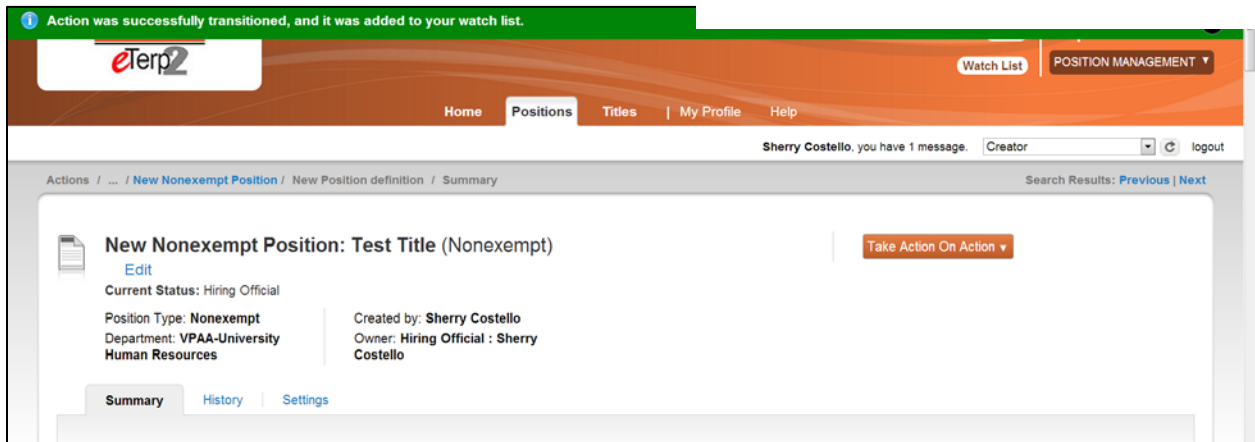 Action was successfully transitioned, and it was added to your watch list.
eTerp2
Watch List
POSITION MANAGEMENT
Home Positions Titles | My Profile Help
Sherry Costello, you have 1 message. Creator logout
Actions / ... / New Nonexempt Position / New Position definition / Summary Search Results: Previous | Next
New Nonexempt Position: Test Title (Nonexempt) Take Action On Action
Edit
Current Status: Hiring Official
Position Type: Nonexempt Created by: Sherry Costello
Department: VPAA-University Owner: Hiring Official : Sherry
Human Resources Costello
Summary History Settings